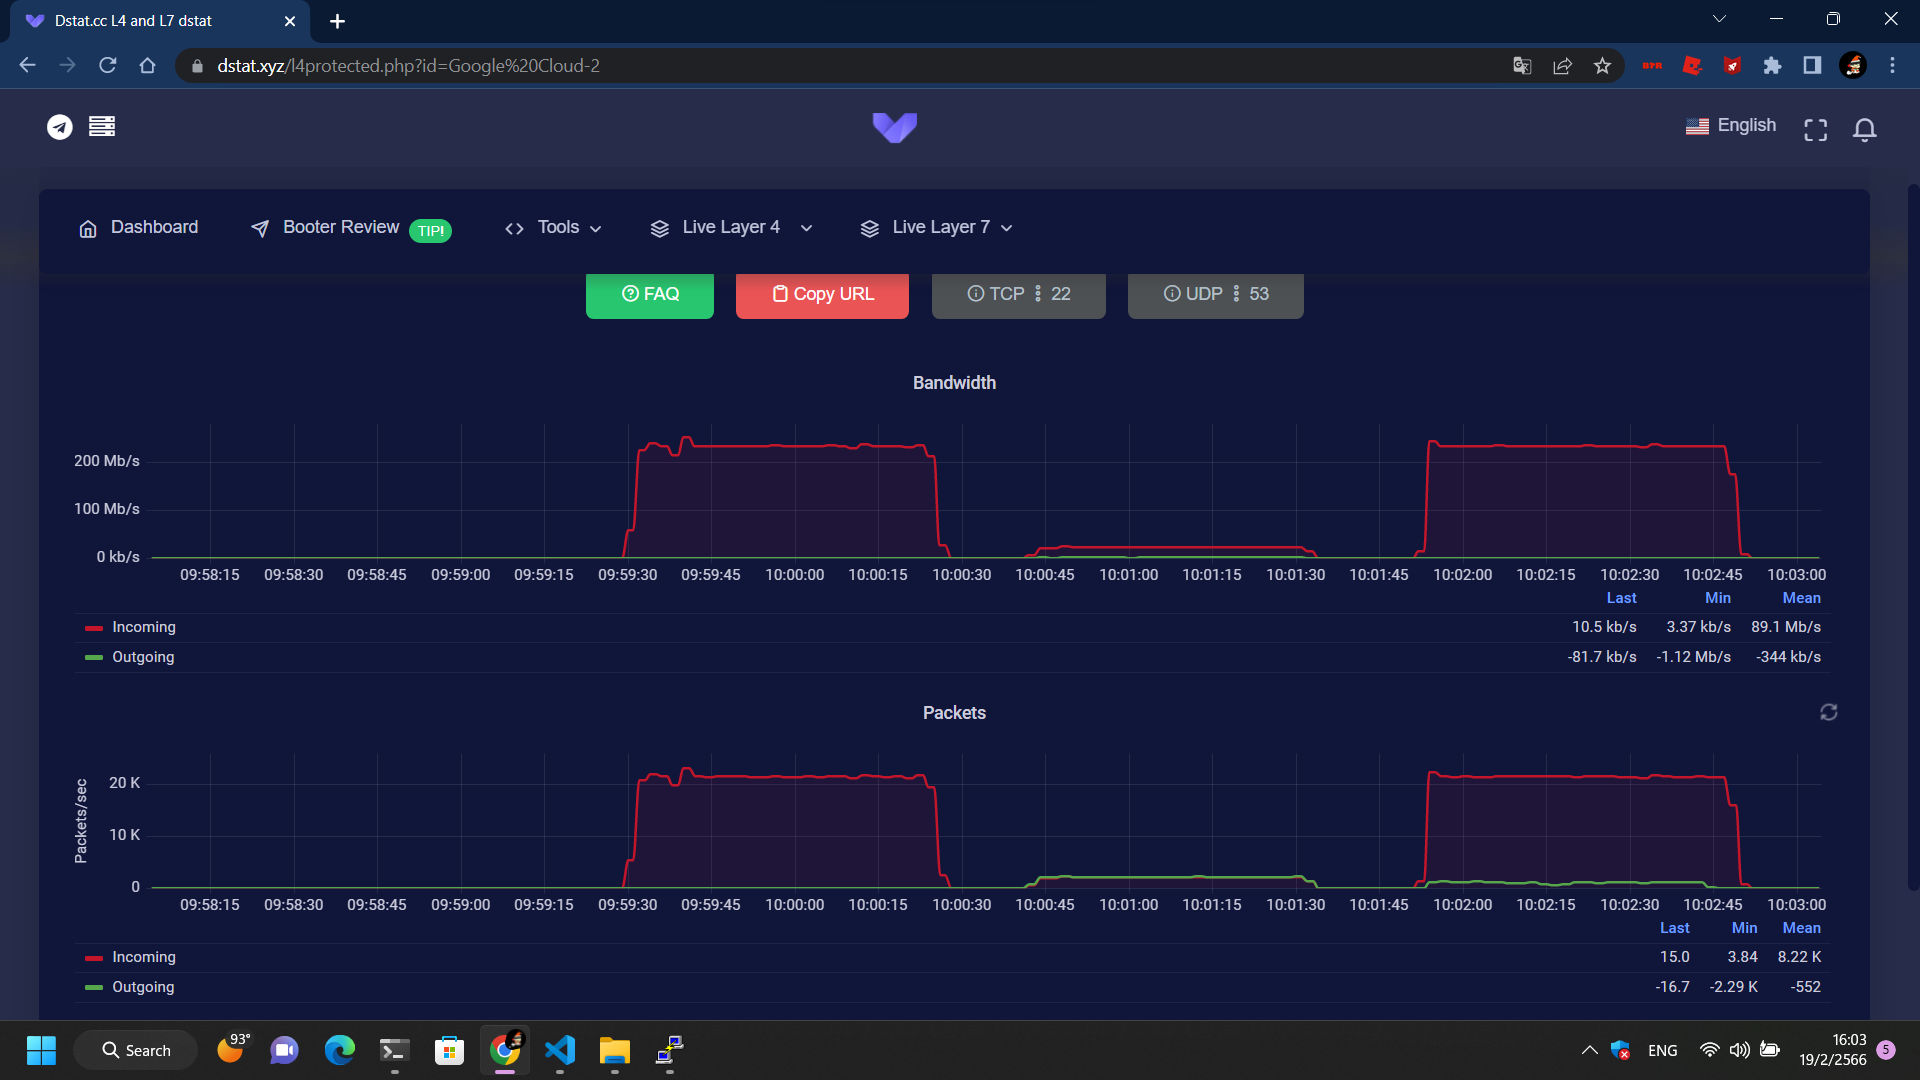 Dstat.cc L4 and L7 dstat
dstat.xyz/l4protected.php?id=Google%20Cloud-2
BTR
English
Dashboard
Booter Review TIP!
Tools
Live Layer 4
Live Layer 7
FAQ
Copy URL
TCP 22
UDP 53
Bandwidth
200 Mb/s
100 Mb/s
0 kb/s
09:58:15 09:58:30 09:58:45 09:59:00 09:59:15 09:59:30 09:59:45 10:00:00 10:00:15 10:00:30 10:00:45 10:01:00 10:01:15 10:01:30 10:01:45 10:02:00 10:02:15 10:02:30 10:02:45 10:03:00
Last Min Mean
Incoming 10.5 kb/s 3.37 kb/s 89.1 Mb/s
Outgoing -81.7 kb/s -1.12 Mb/s -344 kb/s
Packets
Packets/sec
20 K
10 K
0
09:58:15 09:58:30 09:58:45 09:59:00 09:59:15 09:59:30 09:59:45 10:00:00 10:00:15 10:00:30 10:00:45 10:01:00 10:01:15 10:01:30 10:01:45 10:02:00 10:02:15 10:02:30 10:02:45 10:03:00
Last Min Mean
Incoming 15.0 3.84 8.22 K
Outgoing -16.7 -2.29 K -552
Search
93°
ENG
16:03
19/2/2566
5